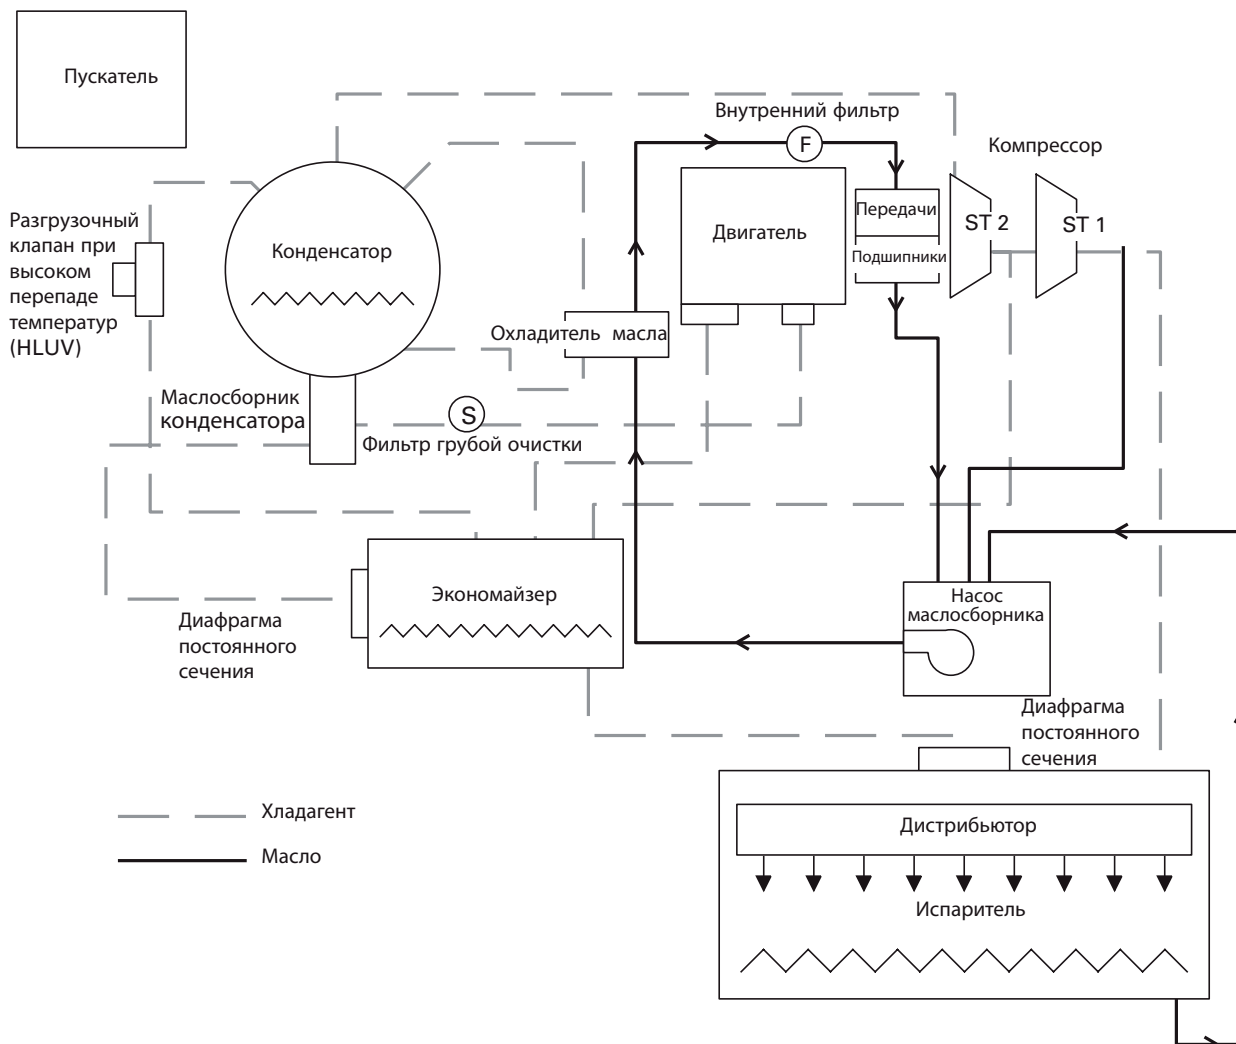 Пускатель
Внутренний фильтр
F
Компрессор
Разгрузочный
клапан при
высоком
перепаде
температур
(HLUV)
Конденсатор
Двигатель
Передачи
Подшипники
ST 2
ST 1
Охладитель масла
Маслосборник
конденсатора
S
Фильтр грубой очистки
Экономайзер
Диафрагма
постоянного
сечения
Насос
маслосборника
Диафрагма
постоянного
сечения
Хладагент
Масло
Дистрибьютор
Испаритель